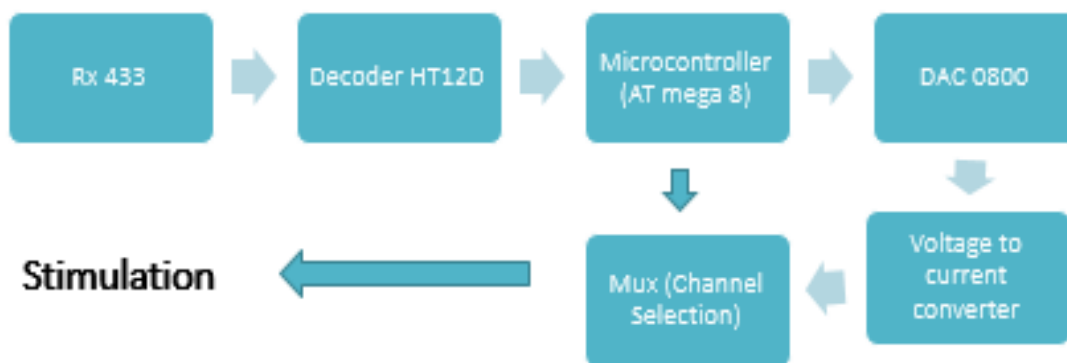 Rx 433
Decoder HT12D
Microcontroller
(AT mega 8)
DAC 0800
Stimulation
Mux (Channel
Selection)
Voltage to
current
converter